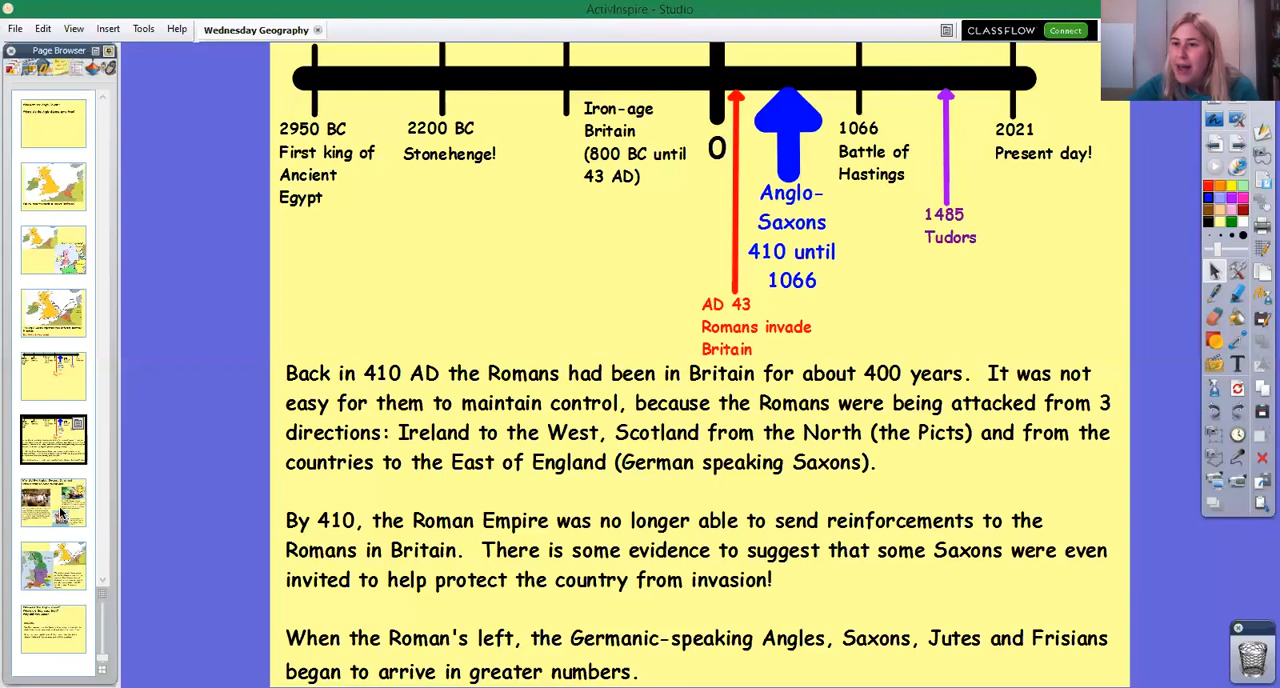 ActivInspire - Studio
File Edit View Insert Tools Help
Wednesday Geography
CLASSFLOW Connect
Page Browser
2950 BC
First king of
Ancient
Egypt
2200 BC
Stonehenge!
Iron-age
Britain
(800 BC until
43 AD)
0
Anglo-
Saxons
410 until
1066
1066
Battle of
Hastings
1485
Tudors
2021
Present day!
AD 43
Romans invade
Britain
Back in 410 AD the Romans had been in Britain for about 400 years. It was not
easy for them to maintain control, because the Romans were being attacked from 3
directions: Ireland to the West, Scotland from the North (the Picts) and from the
countries to the East of England (German speaking Saxons).
By 410, the Roman Empire was no longer able to send reinforcements to the
Romans in Britain. There is some evidence to suggest that some Saxons were even
invited to help protect the country from invasion!
When the Roman's left, the Germanic-speaking Angles, Saxons, Jutes and Frisians
began to arrive in greater numbers.